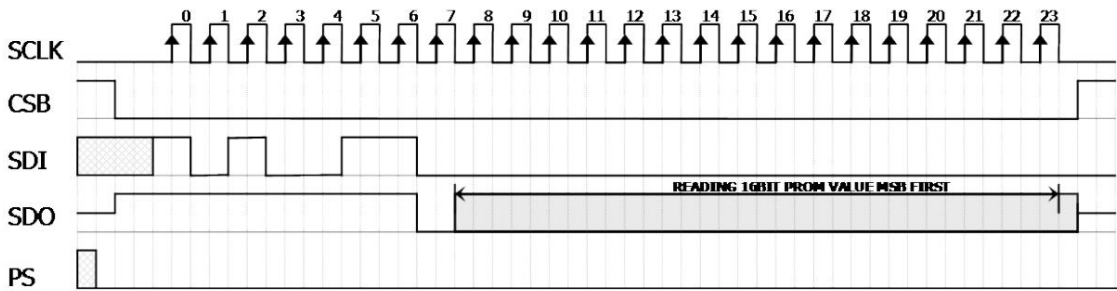 0 1 2 3 4 5 6 7 8 9 10 11 12 13 14 15 16 17 18 19 20 21 22 23
SCLK
CSB
SDI
READING 16BIT PROM VALUE MSB FIRST
SDO
PS